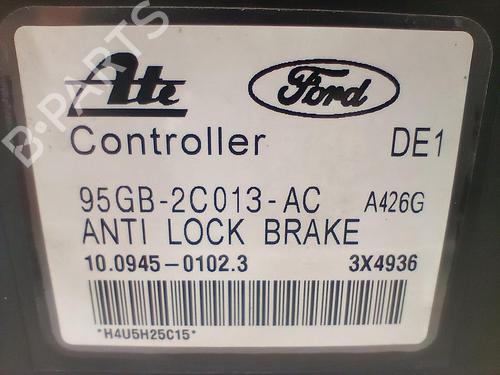 Ate Ford
Controller DE1
95GB-2C013-AC A426G
ANTI LOCK BRAKE
10.0945-0102.3 3X4936
*H4U5H25C15*
B-PARTS